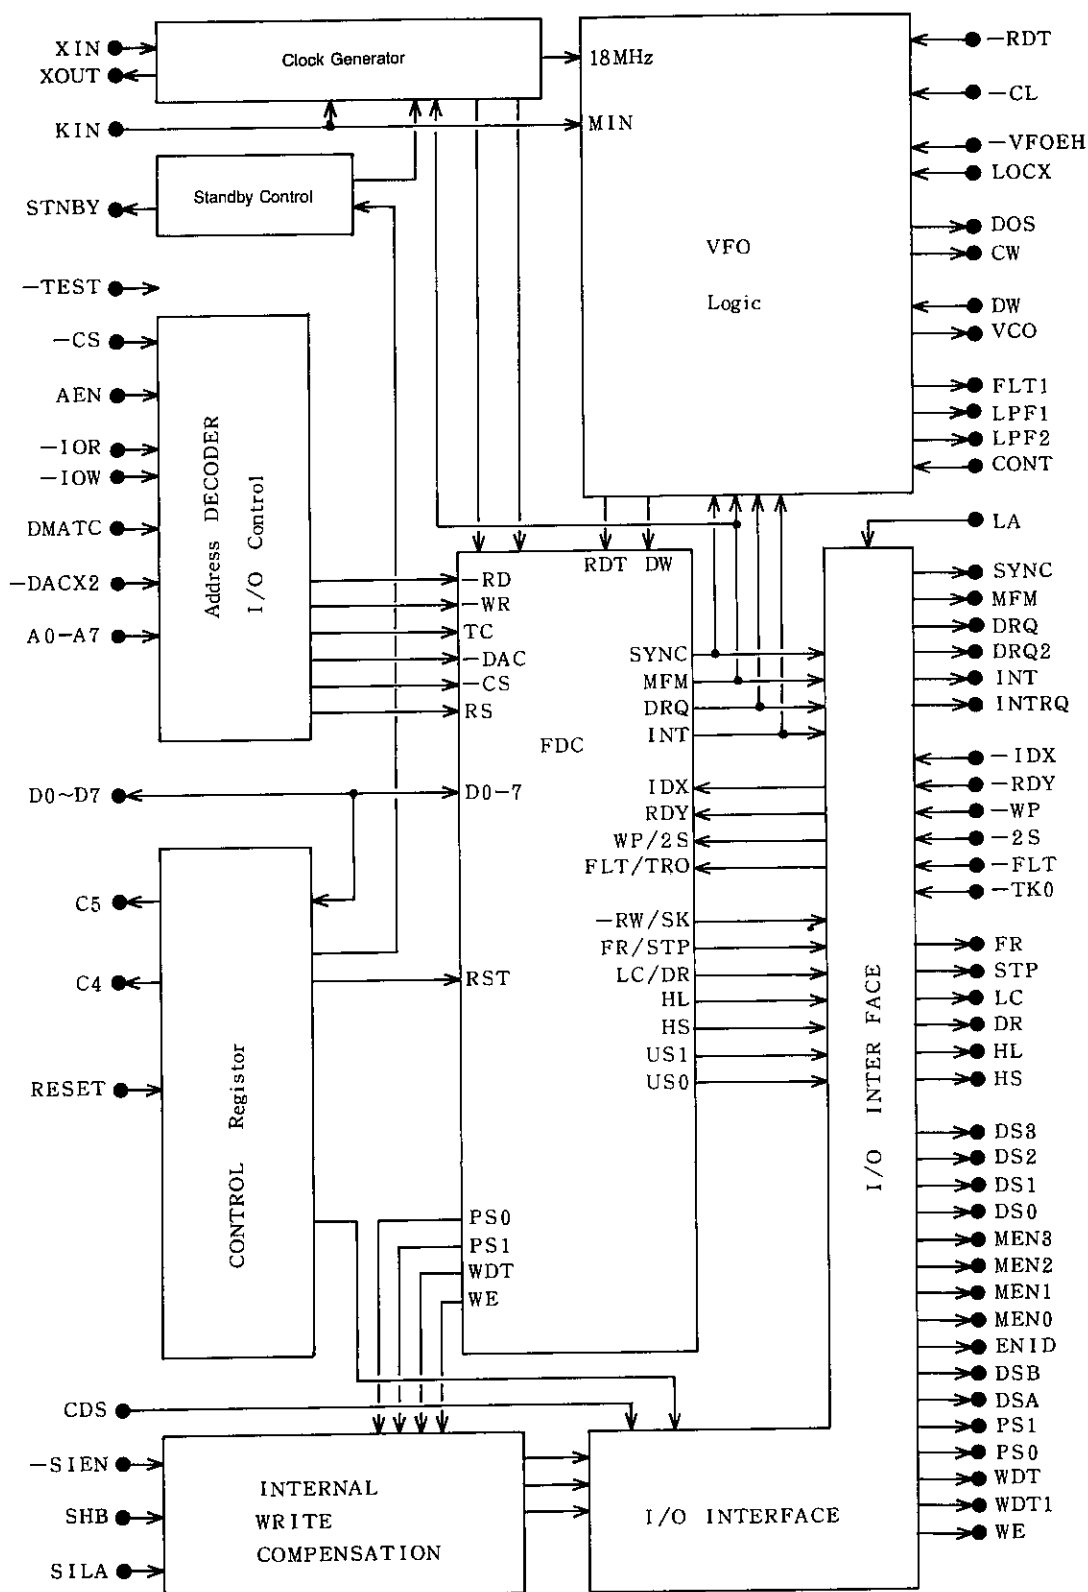 XIN
XOUT
KIN
STNBY
-TEST
-CS
AEN
-IOR
-IOW
DMATC
-DACX2
A0-A7
D0~D7
C5
C4
RESET
CDS
-SIEN
SHB
SILA
Clock Generator
Standby Control
Address DECODER
I/O Control
CONTROL Registor
INTERNAL
WRITE
COMPENSATION
18MHz
MIN
VFO
Logic
RDT DW
-RD
-WR
TC
-DAC
-CS
RS
D0-7
RST
FDC
SYNC
MFM
DRQ
INT
IDX
RDY
WP/2S
FLT/TRO
-RW/SK
FR/STP
LC/DR
HL
HS
US1
US0
PS0
PS1
WDT
WE
I/O INTER FACE
I/O INTERFACE
-RDT
-CL
-VFOEH
LOCX
DOS
CW
DW
VCO
FLT1
LPF1
LPF2
CONT
LA
SYNC
MFM
DRQ
DRQ2
INT
INTRQ
-IDX
-RDY
-WP
-2S
-FLT
-TK0
FR
STP
LC
DR
HL
HS
DS3
DS2
DS1
DS0
MEN3
MEN2
MEN1
MEN0
ENID
DSB
DSA
PS1
PS0
WDT
WDT1
WE